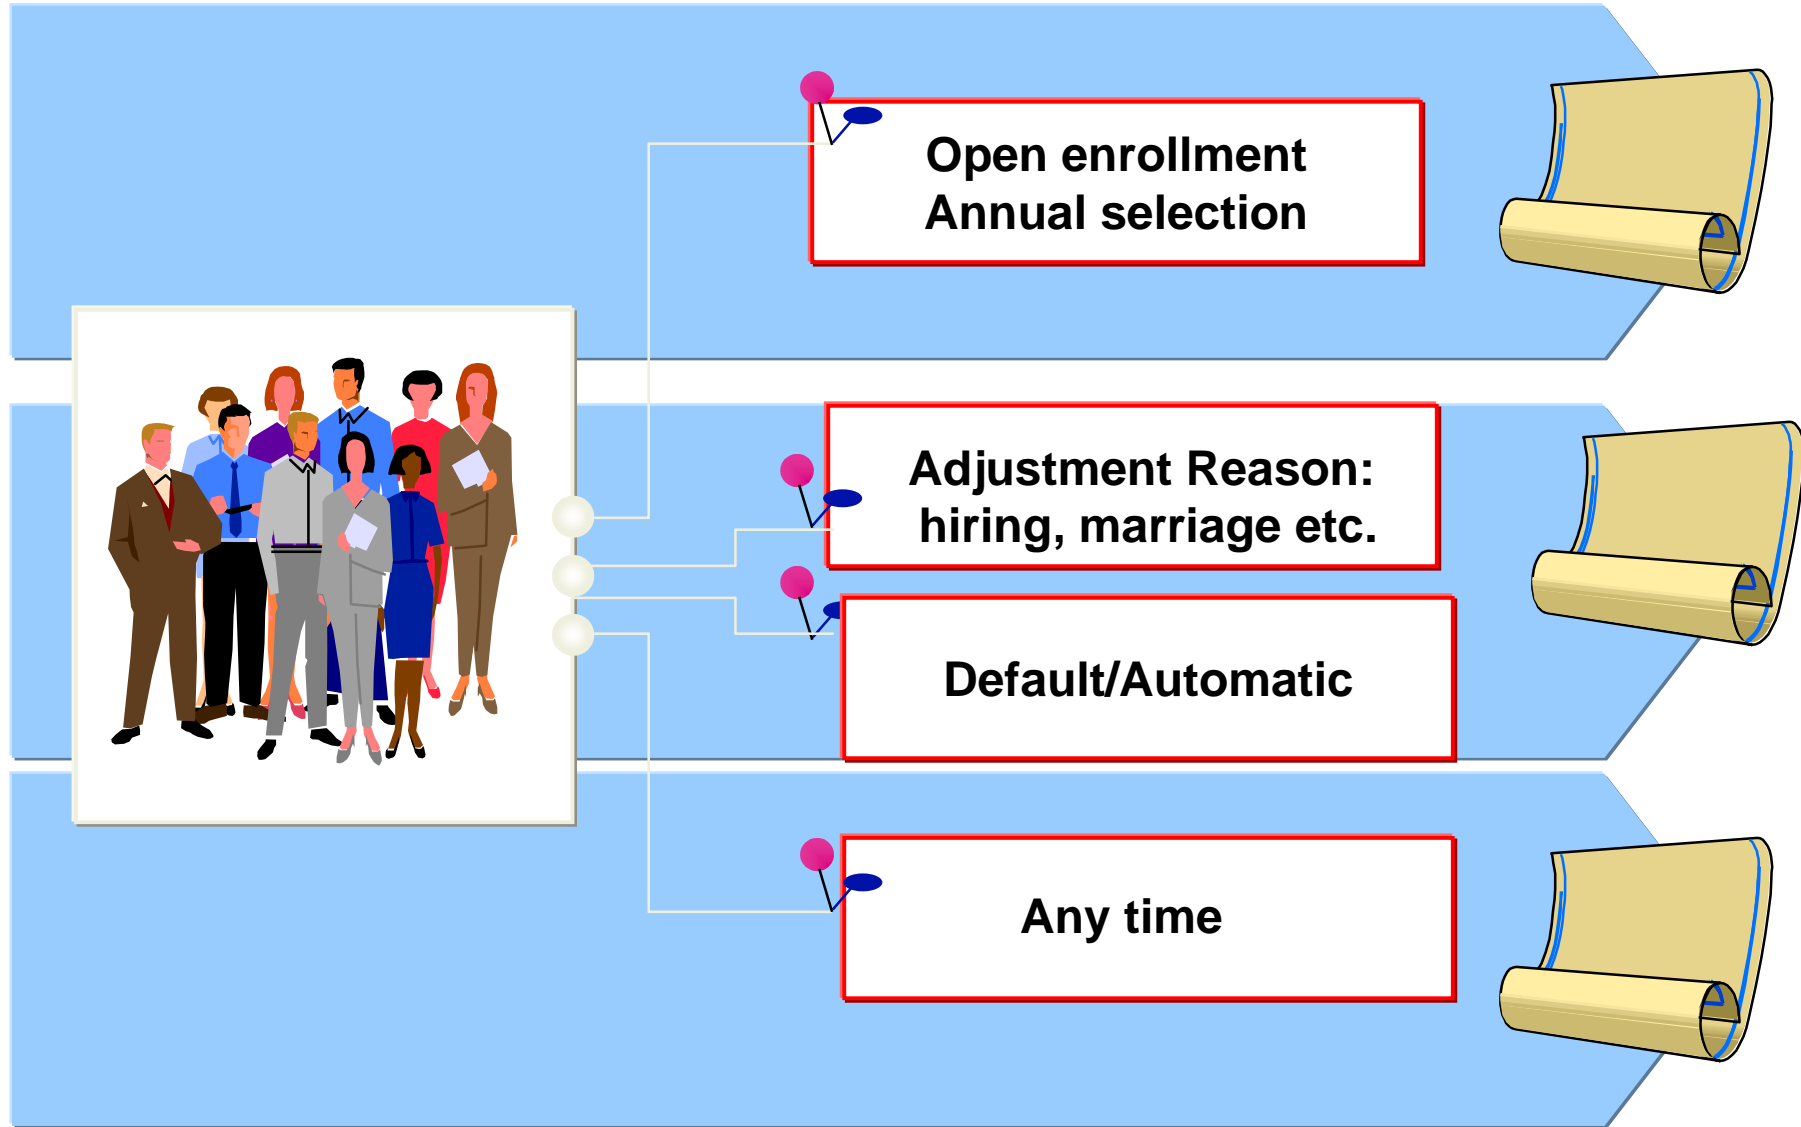 Open enrollment
Annual selection
Adjustment Reason:
hiring, marriage etc.
Default/Automatic
Any time